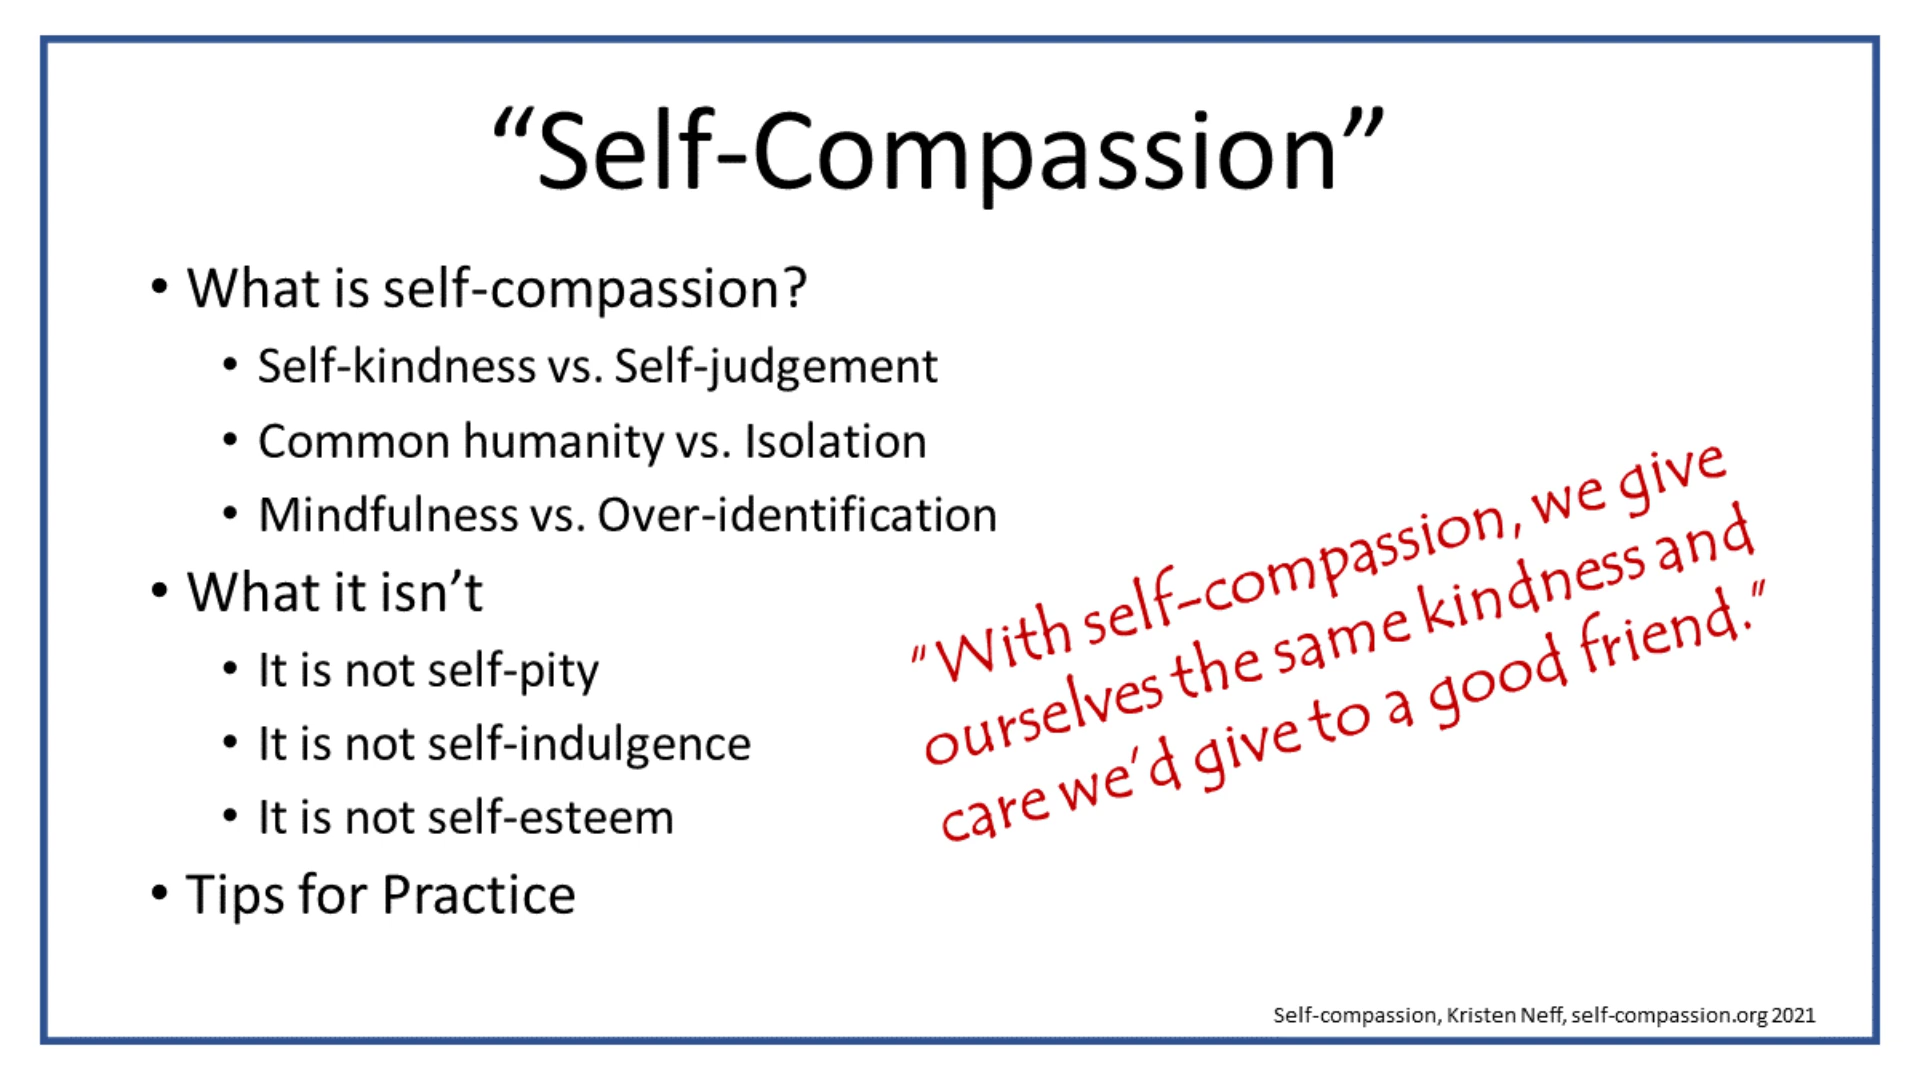 “Self-Compassion”
• What is self-compassion?
• Self-kindness vs. Self-judgement
• Common humanity vs. Isolation
• Mindfulness vs. Over-identification
• What it isn’t
• It is not self-pity
• It is not self-indulgence
• It is not self-esteem
• Tips for Practice
"With self-compassion, we give
ourselves the same kindness and
care we'd give to a good friend."
Self-compassion, Kristen Neff, self-compassion.org 2021